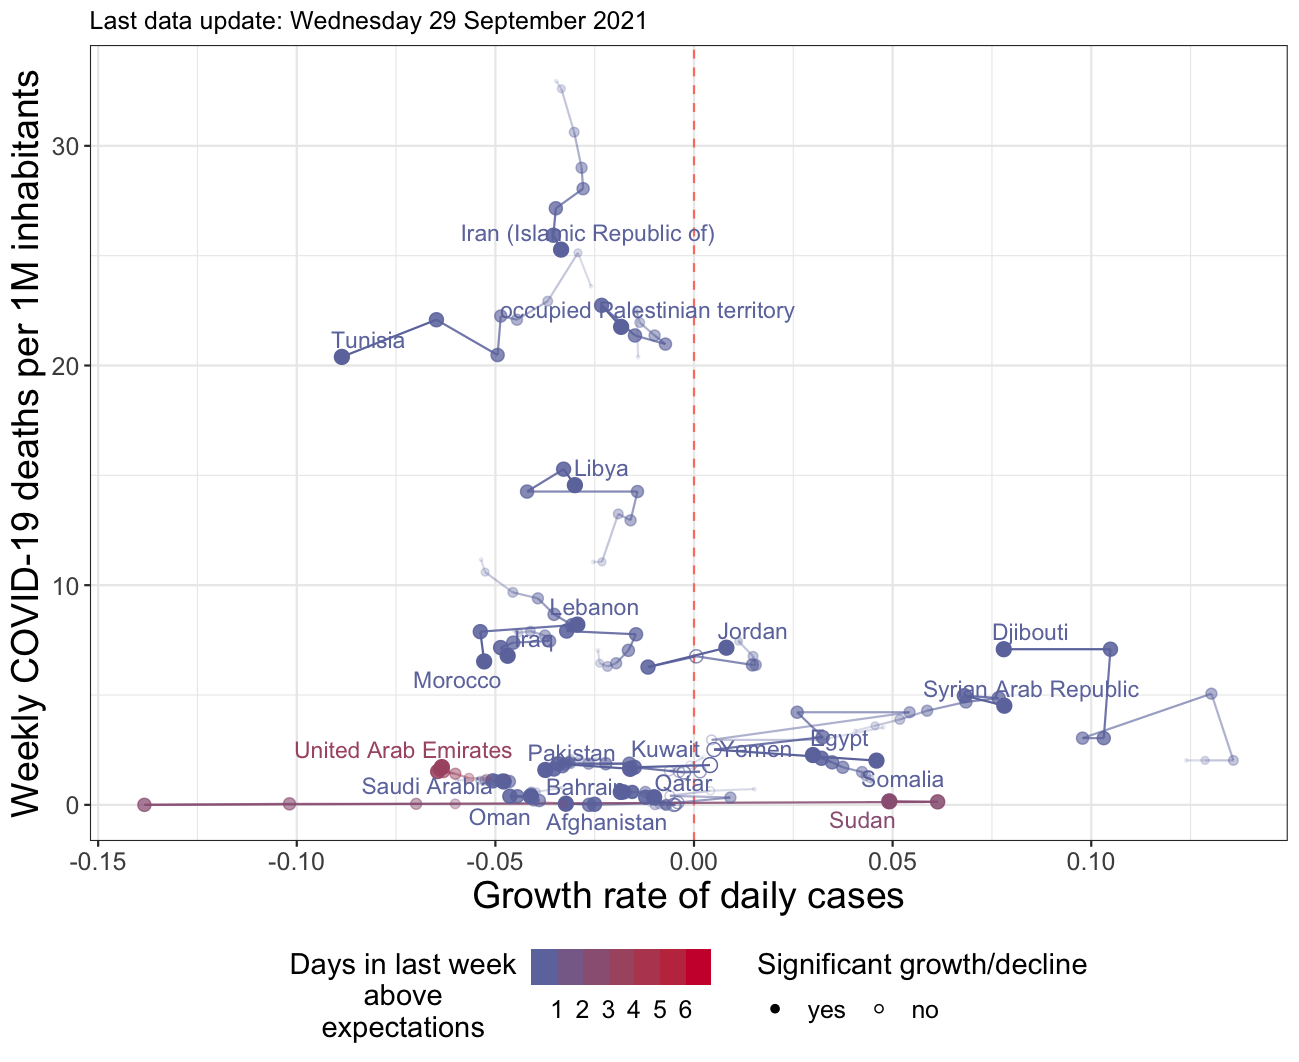 Last data update: Wednesday 29 September 2021
Weekly COVID-19 deaths per 1M inhabitants
30
20
10
0
Iran (Islamic Republic of)
occupied Palestinian territory
Tunisia
Libya
Lebanon
Iraq
Morocco
Jordan
Djibouti
Syrian Arab Republic
United Arab Emirates
Pakistan
Kuwait
Yemen
Egypt
Saudi Arabia
Bahrain
Qatar
Somalia
Oman
Afghanistan
Sudan
-0.15 -0.10 -0.05 0.00 0.05 0.10
Growth rate of daily cases
Days in last week
above
expectations
1 2 3 4 5 6
Significant growth/decline
yes no